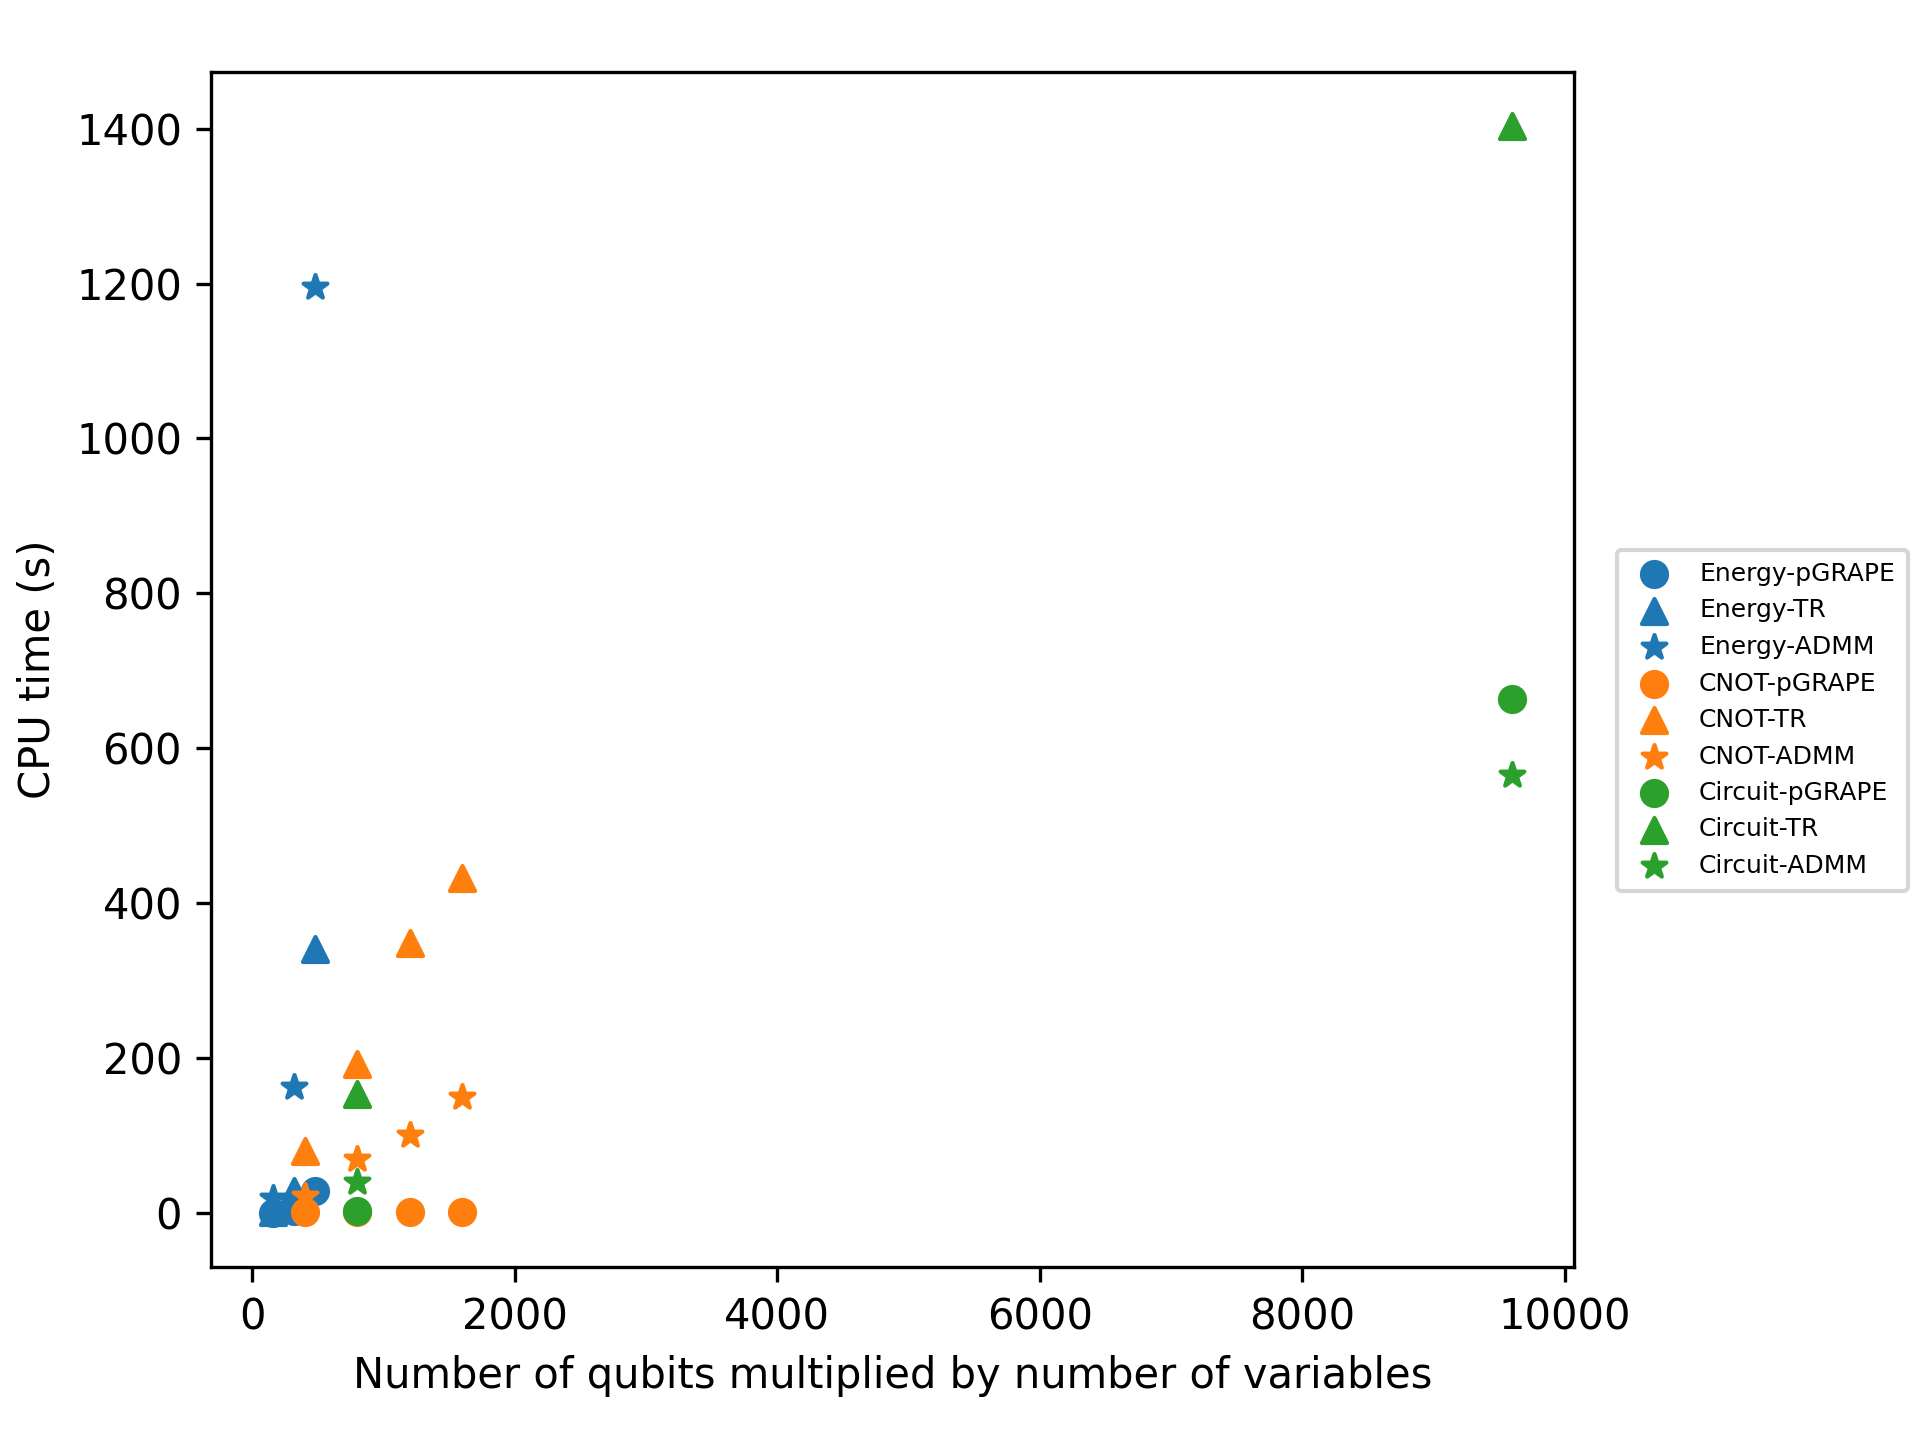 1400
1200
1000
800
600
400
200
0
CPU time (s)
0 2000 4000 6000 8000 10000
Number of qubits multiplied by number of variables
Energy-pGRAPE
Energy-TR
Energy-ADMM
CNOT-pGRAPE
CNOT-TR
CNOT-ADMM
Circuit-pGRAPE
Circuit-TR
Circuit-ADMM